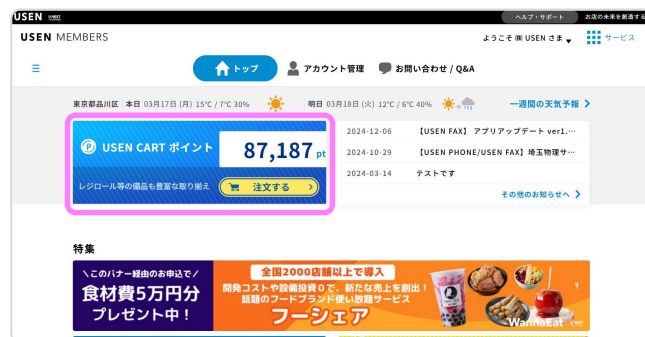 USEN USEN
ヘルプ・サポート お店の未来を創造する
USEN MEMBERS
ようこそ ㈱ USEN さま サービス
トップ アカウント管理 お問い合わせ / Q&A
東京都品川区 本日 03月17日 (月) 15℃ / 7℃ 30% 明日 03月18日 (火) 12℃ / 6℃ 40% 一週間の天気予報
USEN CART ポイント 87,187 pt
レジロール等の備品も豊富な取り揃え 注文する
2024-12-06 【USEN FAX】 アプリアップデート ver1.…
2024-10-29 【USEN PHONE/USEN FAX】埼玉物理サ…
2024-03-14 テストです
その他のお知らせへ
特集
\このバナー経由のお申込で/
食材費5万円分
プレゼント中！
全国2000店舗以上で導入
開発コストや設備投資0で、新たな売上を創出！
話題のフードブランド使い放題サービス
フーシェア
WannaEat